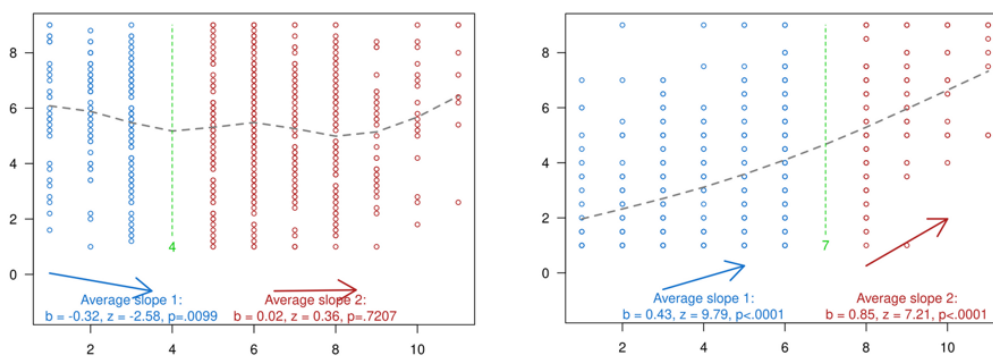 8
6
4
2
0
4
Average slope 1:
b = -0.32, z = -2.58, p=.0099
Average slope 2:
b = 0.02, z = 0.36, p=.7207
2 4 6 8 10
8
6
4
2
0
7
Average slope 1:
b = 0.43, z = 9.79, p<.0001
Average slope 2:
b = 0.85, z = 7.21, p<.0001
2 4 6 8 10